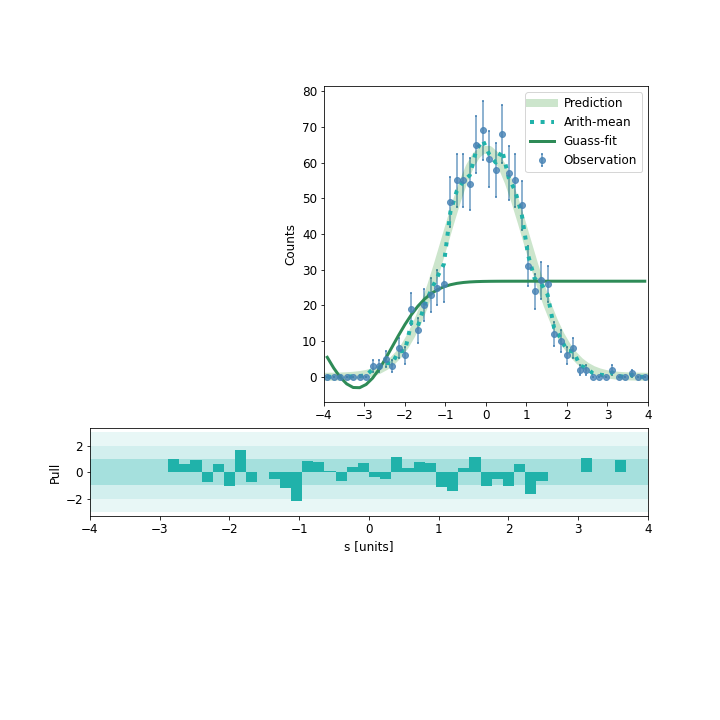 80
70
60
50
40
30
20
10
0
Counts
Prediction
Arith-mean
Guass-fit
Observation
−4 −3 −2 −1 0 1 2 3 4
2
0
−2
Pull
−4 −3 −2 −1 0 1 2 3 4
s [units]